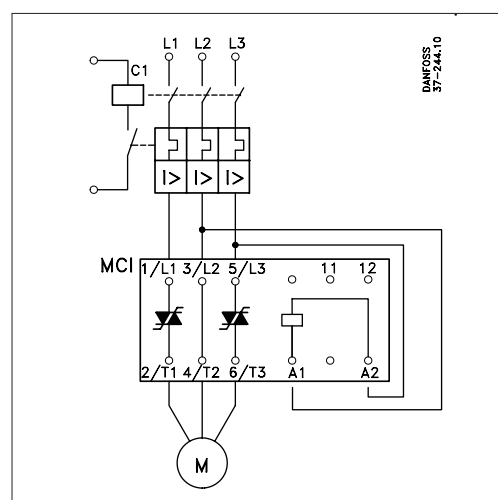 L1 L2 L3
C1
DANFOSS
37-244.10
I> I> I>
MCI
1/L1 3/L2 5/L3 11 12
2/T1 4/T2 6/T3 A1 A2
M